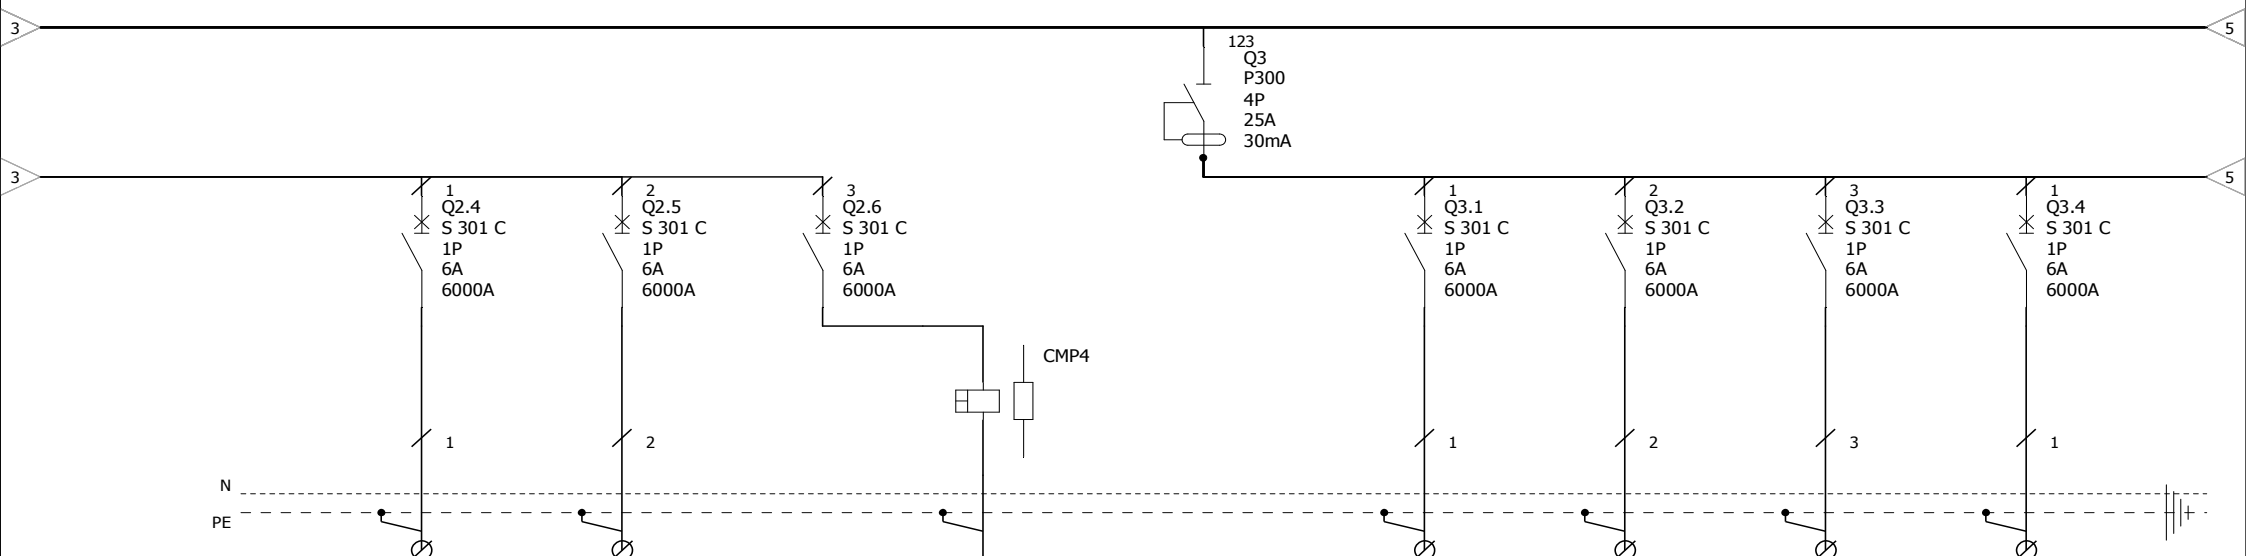 3
5
123
Q3
P300
4P
25A
30mA
3
5
1
Q2.4
S 301 C
1P
6A
6000A
2
Q2.5
S 301 C
1P
6A
6000A
3
Q2.6
S 301 C
1P
6A
6000A
1
Q3.1
S 301 C
1P
6A
6000A
2
Q3.2
S 301 C
1P
6A
6000A
3
Q3.3
S 301 C
1P
6A
6000A
1
Q3.4
S 301 C
1P
6A
6000A
CMP4
1
2
1
2
3
1
N
PE